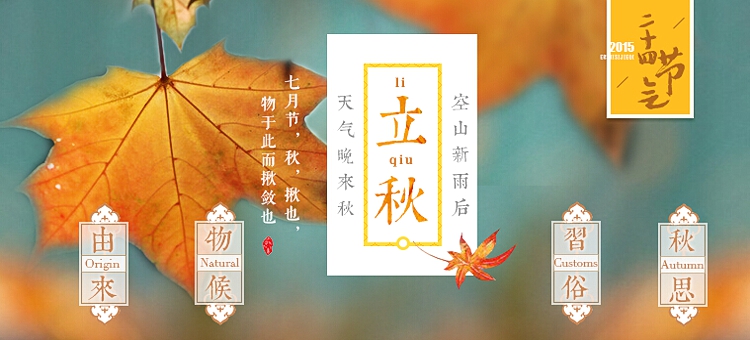 2015
二十四节气
七月节，秋，揪也，
物于此而揪敛也
li
立
qiu
秋
空山新雨后
天气晚来秋
由來
Origin
物候
Natural
習俗
Customs
秋思
Autumn